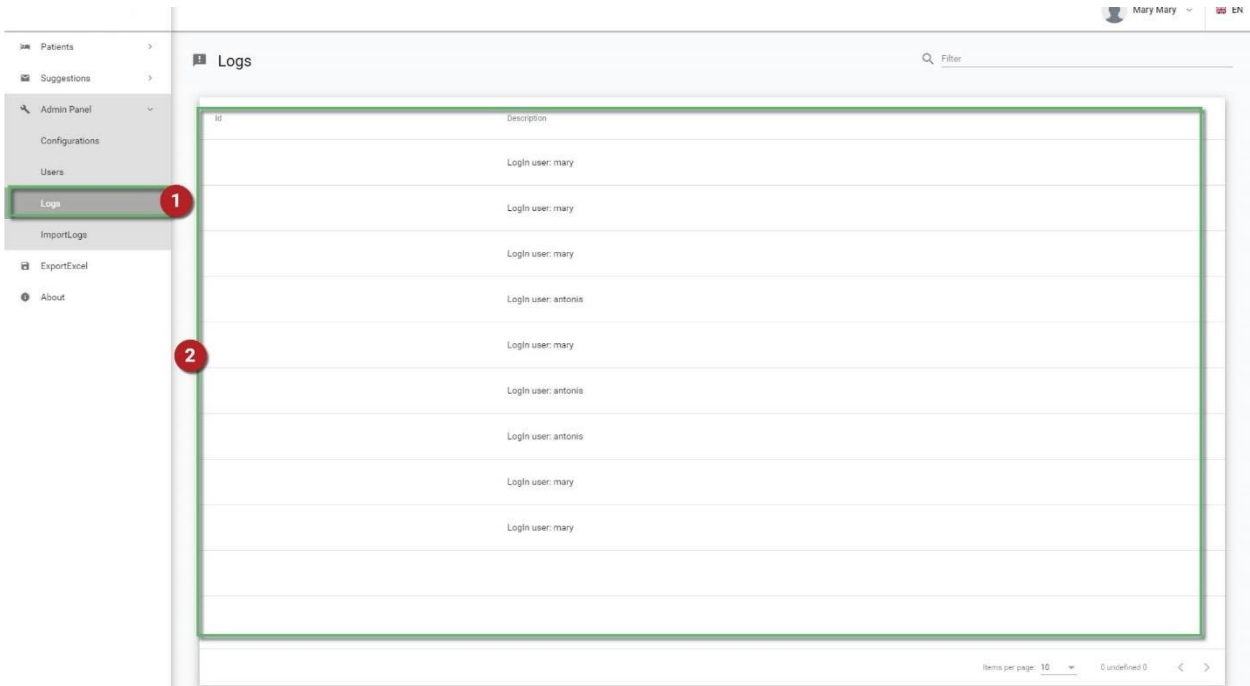 Mary Mary
EN
Patients
Suggestions
Admin Panel
Configurations
Users
Logs
ImportLogs
ExportExcel
About
Logs
Filter
Id Description
LogIn user: mary
LogIn user: mary
LogIn user: mary
LogIn user: antonis
LogIn user: mary
LogIn user: antonis
LogIn user: antonis
LogIn user: mary
LogIn user: mary
1
2
Items per page: 10 0 undefined 0